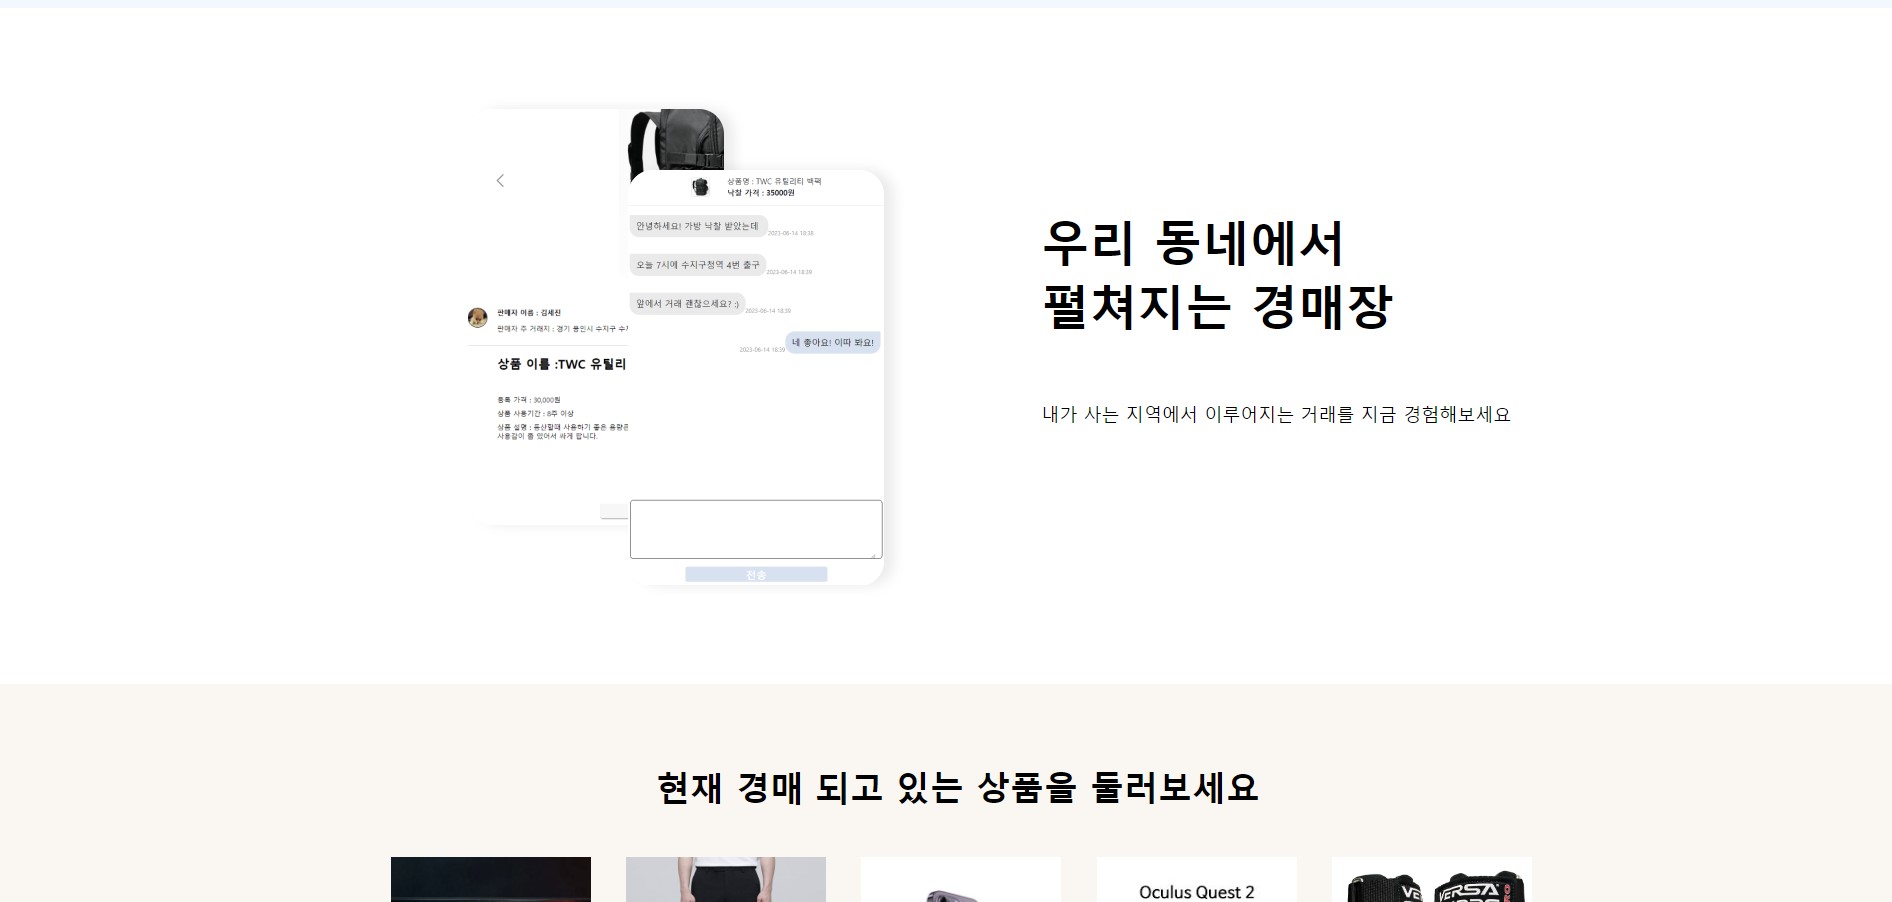 상품명 : TWC 유틸리티 백팩
낙찰 가격 : 35000원
안녕하세요! 가방 낙찰 받았는데
2023-06-14 18:38
오늘 7시에 수지구청역 4번 출구
2023-06-14 18:39
앞에서 거래 괜찮으세요? :)
2023-06-14 18:39
네 좋아요! 이따 봐요!
2023-06-14 18:39
전송
판매자 이름 : 김세진
판매자 주 거래지 : 경기 용인시 수지구
상품 이름 :TWC 유틸리
등록 가격 : 30,000원
상품 사용기간 : 8주 이상
상품 설명 : 등산할때 사용하기 좋은
사용감이 좀 있어서 싸게 팝니다.
우리 동네에서
펼쳐지는 경매장
내가 사는 지역에서 이루어지는 거래를 지금 경험해보세요
현재 경매 되고 있는 상품을 둘러보세요
Oculus Quest 2
VERSA